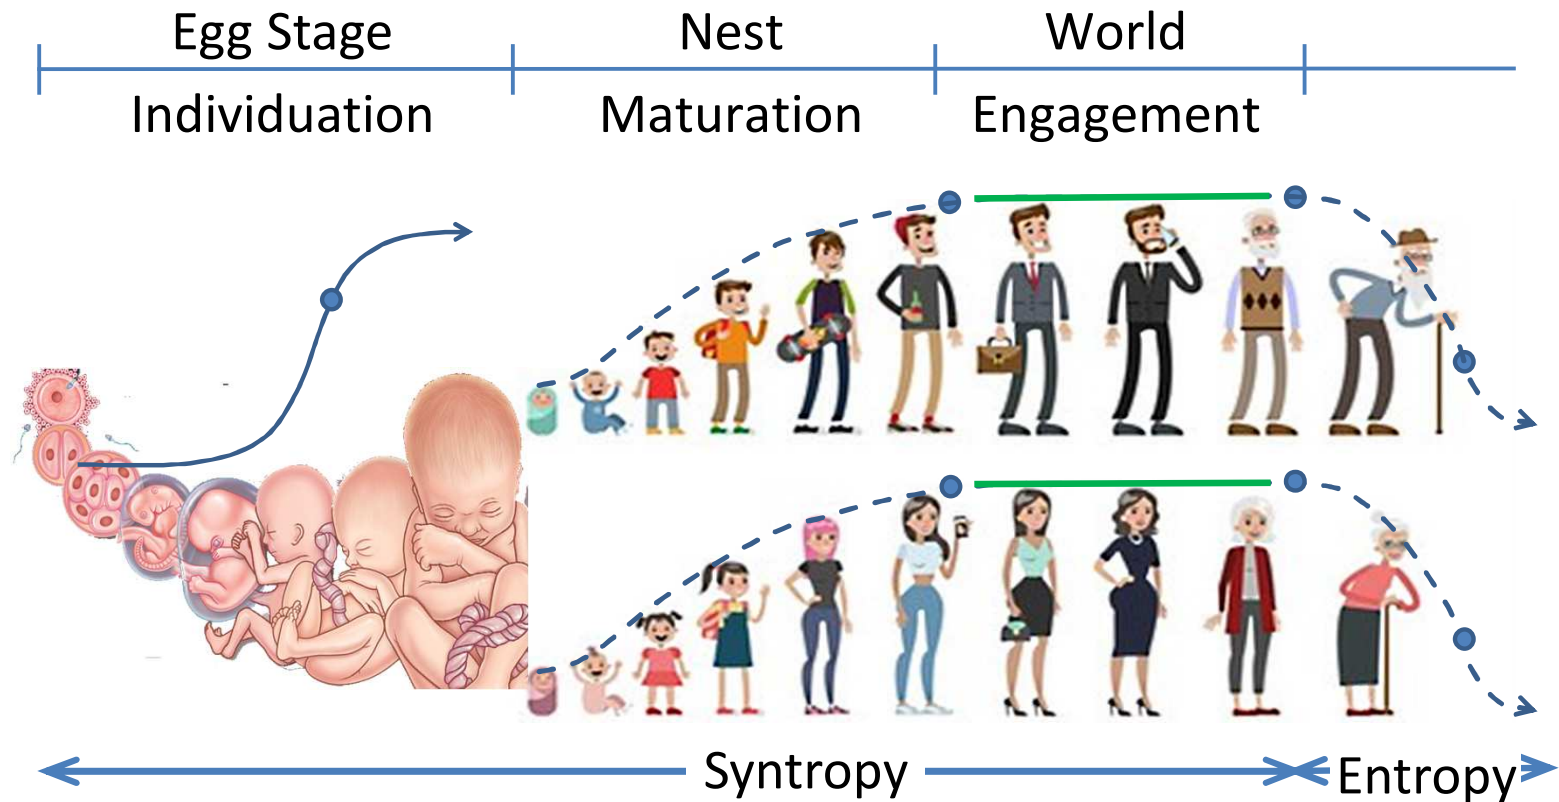 Egg Stage
Nest
World
Individuation
Maturation
Engagement
Syntropy
Entropy